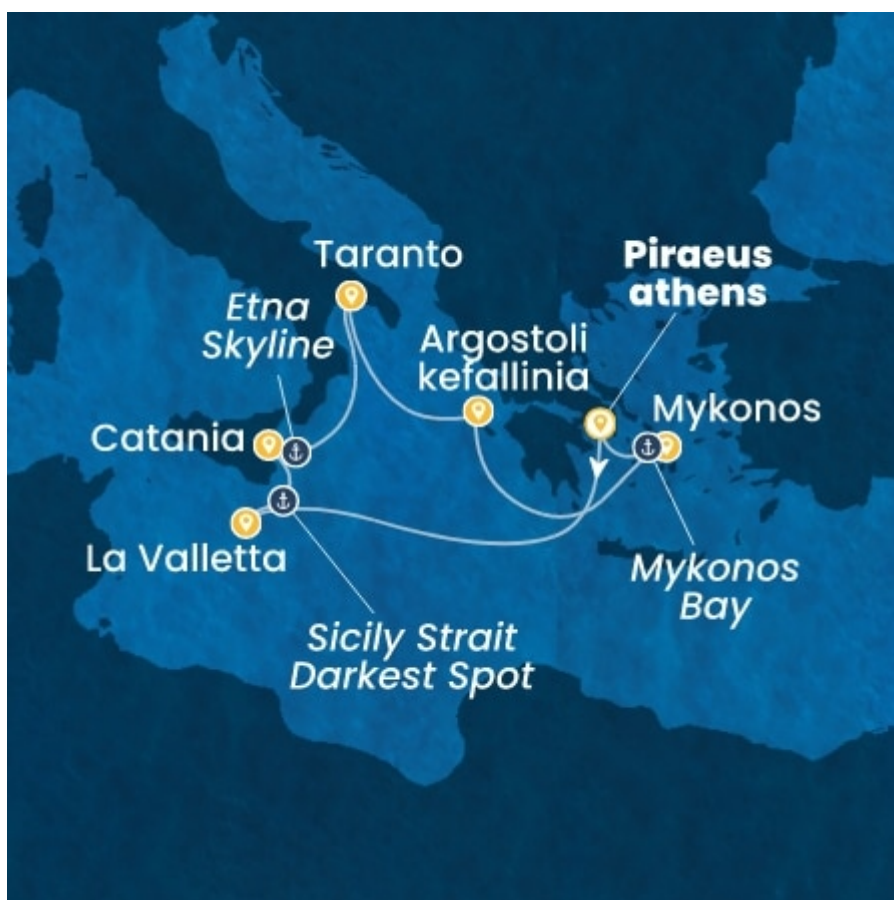 Taranto
Piraeus
athens
Etna
Skyline
Argostoli
kefallinia
Mykonos
Catania
La Valletta
Mykonos
Bay
Sicily Strait
Darkest Spot